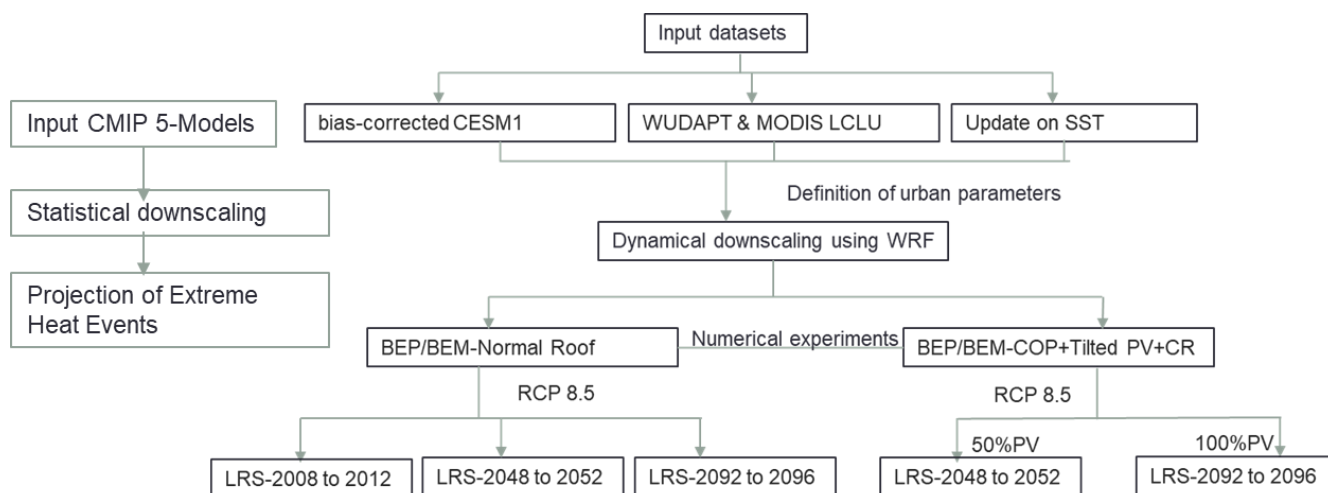 Input datasets
Input CMIP 5-Models
Statistical downscaling
Projection of Extreme
Heat Events
bias-corrected CESM1
WUDAPT & MODIS LCLU
Update on SST
Definition of urban parameters
Dynamical downscaling using WRF
BEP/BEM-Normal Roof
Numerical experiments
BEP/BEM-COP+Tilted PV+CR
RCP 8.5
RCP 8.5
50%PV
100%PV
LRS-2008 to 2012
LRS-2048 to 2052
LRS-2092 to 2096
LRS-2048 to 2052
LRS-2092 to 2096